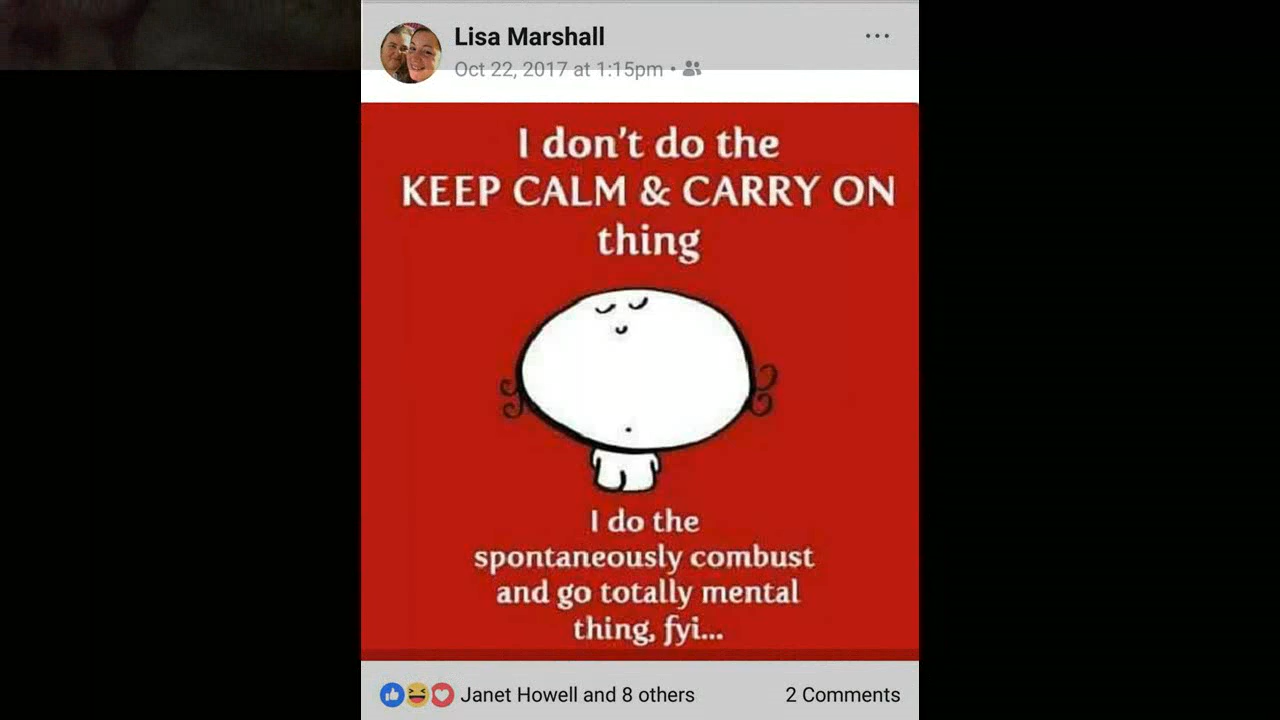 Lisa Marshall
Oct 22, 2017 at 1:15pm •
I don't do the
KEEP CALM & CARRY ON
thing
I do the
spontaneously combust
and go totally mental
thing, fyi...
Janet Howell and 8 others 2 Comments